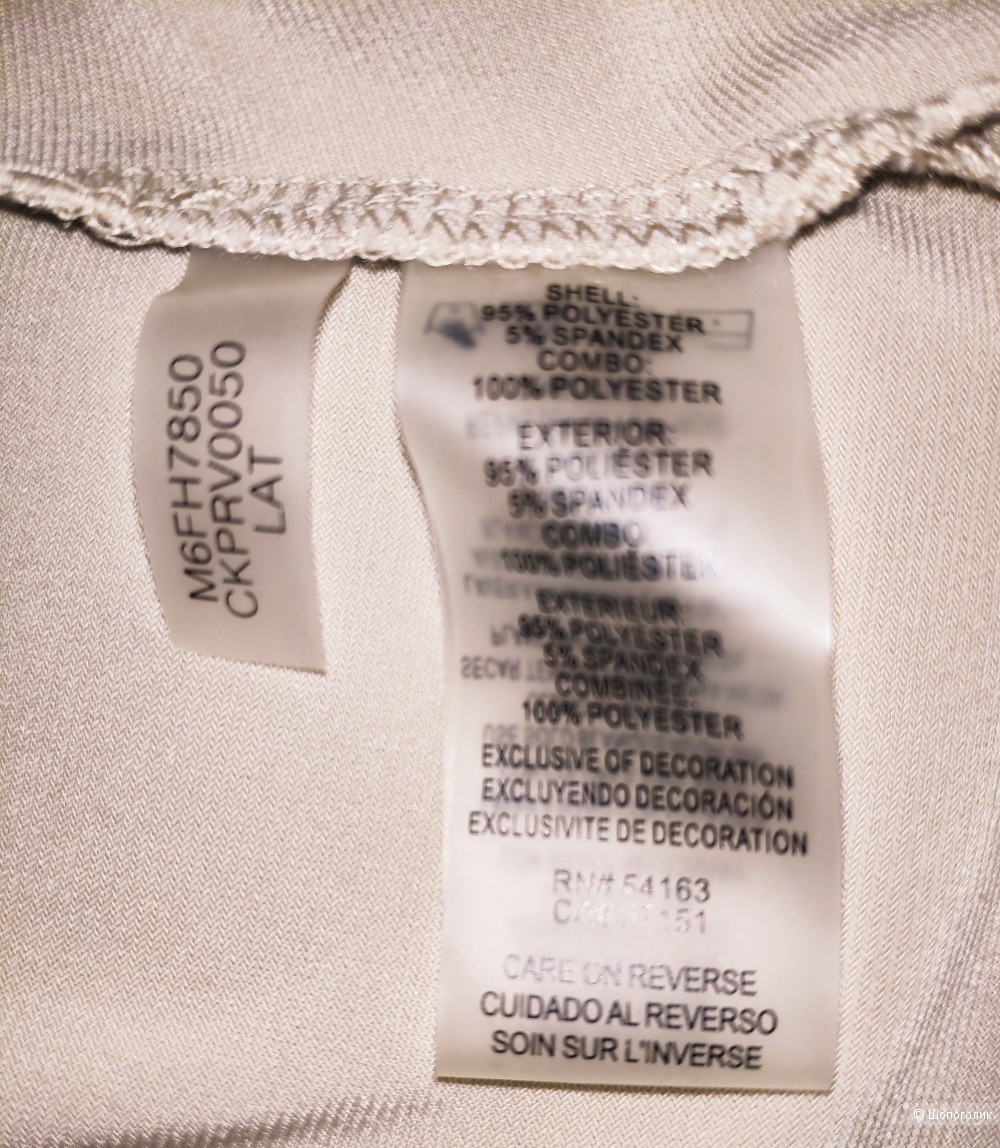 M6FH7850
CKPRV0050
LAT
SHELL:
95% POLYESTER
5% SPANDEX
COMBO:
100% POLYESTER
EXTERIOR:
95% POLIÉSTER
5% SPANDEX
COMBO:
100% POLIÉSTER
EXTERIEUR:
95% POLYESTER
5% SPANDEX
COMBINÉE:
100% POLYESTER
EXCLUSIVE OF DECORATION
EXCLUYENDO DECORACIÓN
EXCLUSIVITE DE DECORATION
RN# 54163
CARE ON REVERSE
CUIDADO AL REVERSO
SOIN SUR L'INVERSE
© Шопоголик